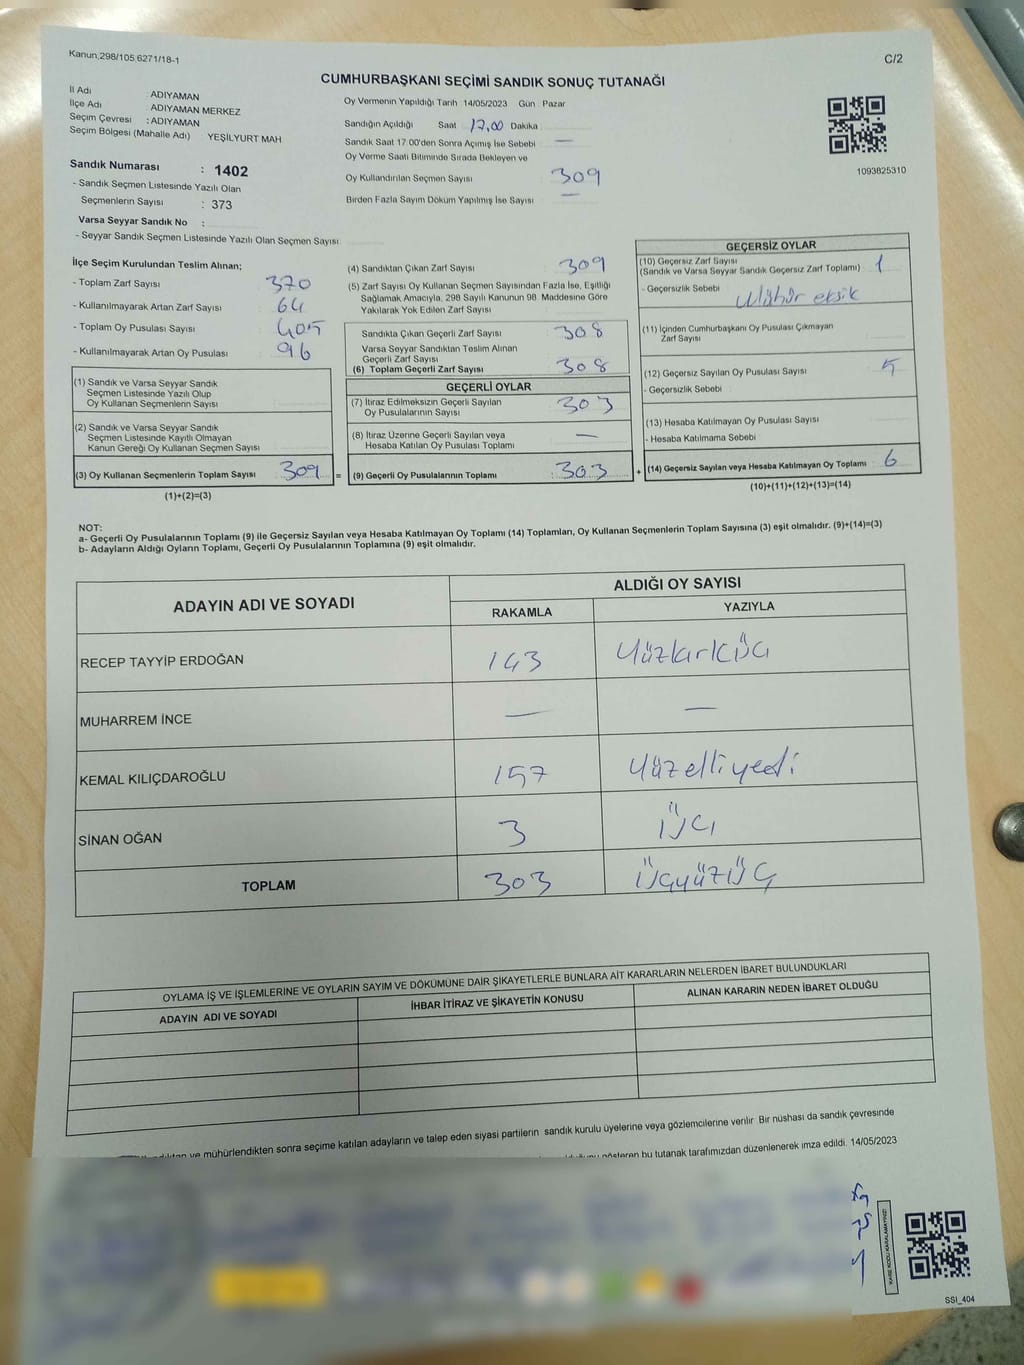 Kanun,298/105 6271/18-1
C/2
CUMHURBAŞKANI SEÇİMİ SANDIK SONUÇ TUTANAĞI
İl Adı : ADIYAMAN
İlçe Adı : ADIYAMAN MERKEZ
Seçim Çevresi : ADIYAMAN
Seçim Bölgesi (Mahalle Adı) YEŞİLYURT MAH
Sandık Numarası : 1402
- Sandık Seçmen Listesinde Yazılı Olan
Seçmenlerin Sayısı : 373
Varsa Seyyar Sandık No :
- Seyyar Sandık Seçmen Listesinde Yazılı Olan Seçmen Sayısı
Oy Vermenin Yapıldığı Tarih 14/05/2023 Gün : Pazar
Sandığın Açıldığı Saat 17,00 Dakika
Sandık Saat 17.00'den Sonra Açımış İse Sebebi —
Oy Verme Saati Bitiminde Sırada Bekleyen ve
Oy Kullandırılan Seçmen Sayısı 309
Birden Fazla Sayım Döküm Yapılmış İse Sayısı —
1093825310
İlçe Seçim Kurulundan Teslim Alınan;
- Toplam Zarf Sayısı : 370
- Kullanılmayarak Artan Zarf Sayısı : 64
- Toplam Oy Pusulası Sayısı : 405
- Kullanılmayarak Artan Oy Pusulası : 96
(1) Sandık ve Varsa Seyyar Sandık
Seçmen Listesinde Yazılı Olup
Oy Kullanan Seçmenlerin Sayısı
(2) Sandık ve Varsa Seyyar Sandık
Seçmen Listesinde Kayıtlı Olmayan
Kanun Gereği Oy Kullanan Seçmen Sayısı
(3) Oy Kullanan Seçmenlerin Toplam Sayısı 309 =
(1)+(2)=(3)
(4) Sandıktan Çıkan Zarf Sayısı 309
(5) Zarf Sayısı Oy Kullanan Seçmen Sayısından Fazla İse, Eşitliği
Sağlamak Amacıyla, 298 Sayılı Kanunun 98. Maddesine Göre
Yakılarak Yok Edilen Zarf Sayısı
Sandıkta Çıkan Geçerli Zarf Sayısı 308
Varsa Seyyar Sandıktan Teslim Alınan
Geçerli Zarf Sayısı
(6) Toplam Geçerli Zarf Sayısı 308
GEÇERLİ OYLAR
(7) İtiraz Edilmeksizin Geçerli Sayılan
Oy Pusulalarının Sayısı 303
(8) İtiraz Üzerine Geçerli Sayılan veya
Hesaba Katılan Oy Pusulası Toplamı —
(9) Geçerli Oy Pusulalarının Toplamı 303 +
GEÇERSİZ OYLAR
(10) Geçersiz Zarf Sayısı
(Sandık ve Varsa Seyyar Sandık Geçersiz Zarf Toplamı) 1
- Geçersizlik Sebebi Mühür eksik
(11) İçinden Cumhurbaşkanı Oy Pusulası Çıkmayan
Zarf Sayısı
(12) Geçersiz Sayılan Oy Pusulası Sayısı 5
- Geçersizlik Sebebi
(13) Hesaba Katılmayan Oy Pusulası Sayısı
- Hesaba Katılmama Sebebi
(14) Geçersiz Sayılan veya Hesaba Katılmayan Oy Toplamı : 6
(10)+(11)+(12)+(13)=(14)
NOT:
a- Geçerli Oy Pusulalarının Toplamı (9) ile Geçersiz Sayılan veya Hesaba Katılmayan Oy Toplamı (14) Toplamları, Oy Kullanan Seçmenlerin Toplam Sayısına (3) eşit olmalıdır. (9)+(14)=(3)
b- Adayların Aldığı Oyların Toplamı, Geçerli Oy Pusulalarının Toplamına (9) eşit olmalıdır.
ADAYIN ADI VE SOYADI ALDIĞI OY SAYISI
RAKAMLA YAZIYLA
RECEP TAYYİP ERDOĞAN 143 Yüzkırküç
MUHARREM İNCE — —
KEMAL KILIÇDAROĞLU 157 Yüzelliyedi
SİNAN OĞAN 3 Üç
TOPLAM 303 Üçyüzüç
OYLAMA İŞ VE İŞLEMLERİNE VE OYLARIN SAYIM VE DÖKÜMÜNE DAİR ŞİKAYETLERLE BUNLARA AİT KARARLARIN NELERDEN İBARET BULUNDUKLARI
ADAYIN ADI VE SOYADI İHBAR İTİRAZ VE ŞİKAYETİN KONUSU ALINAN KARARIN NEDEN İBARET OLDUĞU
ve mühürlendikten sonra seçime katılan adayların ve talep eden siyasi partilerin sandık kurulu üyelerine veya gözlemcilerine verilir Bir nüshası da sandık çevresinde
gösteren bu tutanak tarafımızdan düzenlenerek imza edildi. 14/05/2023
KARE KODU KARALAMAYINIZ!
SSI_404